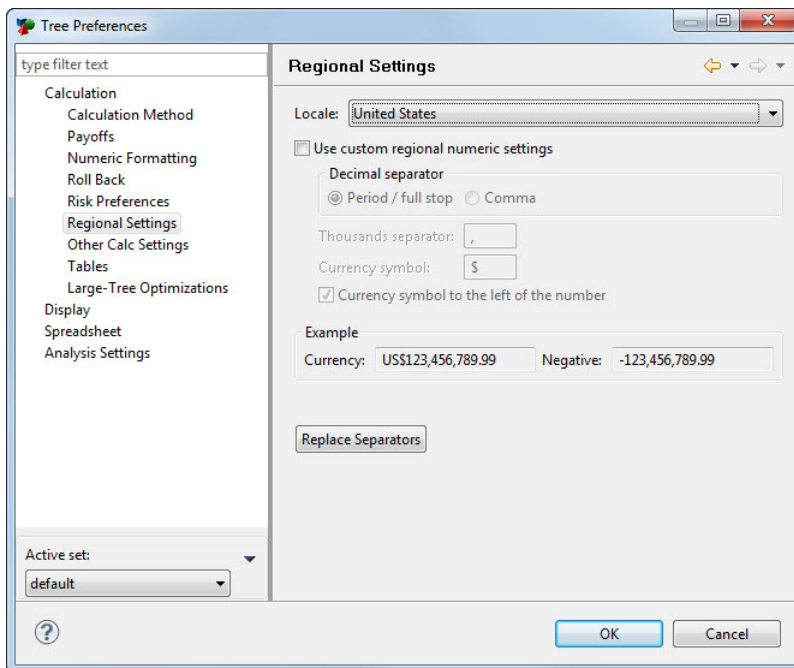 Tree Preferences
type filter text
Calculation
Calculation Method
Payoffs
Numeric Formatting
Roll Back
Risk Preferences
Regional Settings
Other Calc Settings
Tables
Large-Tree Optimizations
Display
Spreadsheet
Analysis Settings
Active set:
default
Regional Settings
Locale: United States
Use custom regional numeric settings
Decimal separator
Period / full stop Comma
Thousands separator: ,
Currency symbol: $
Currency symbol to the left of the number
Example
Currency: US$123,456,789.99 Negative: -123,456,789.99
Replace Separators
? OK Cancel